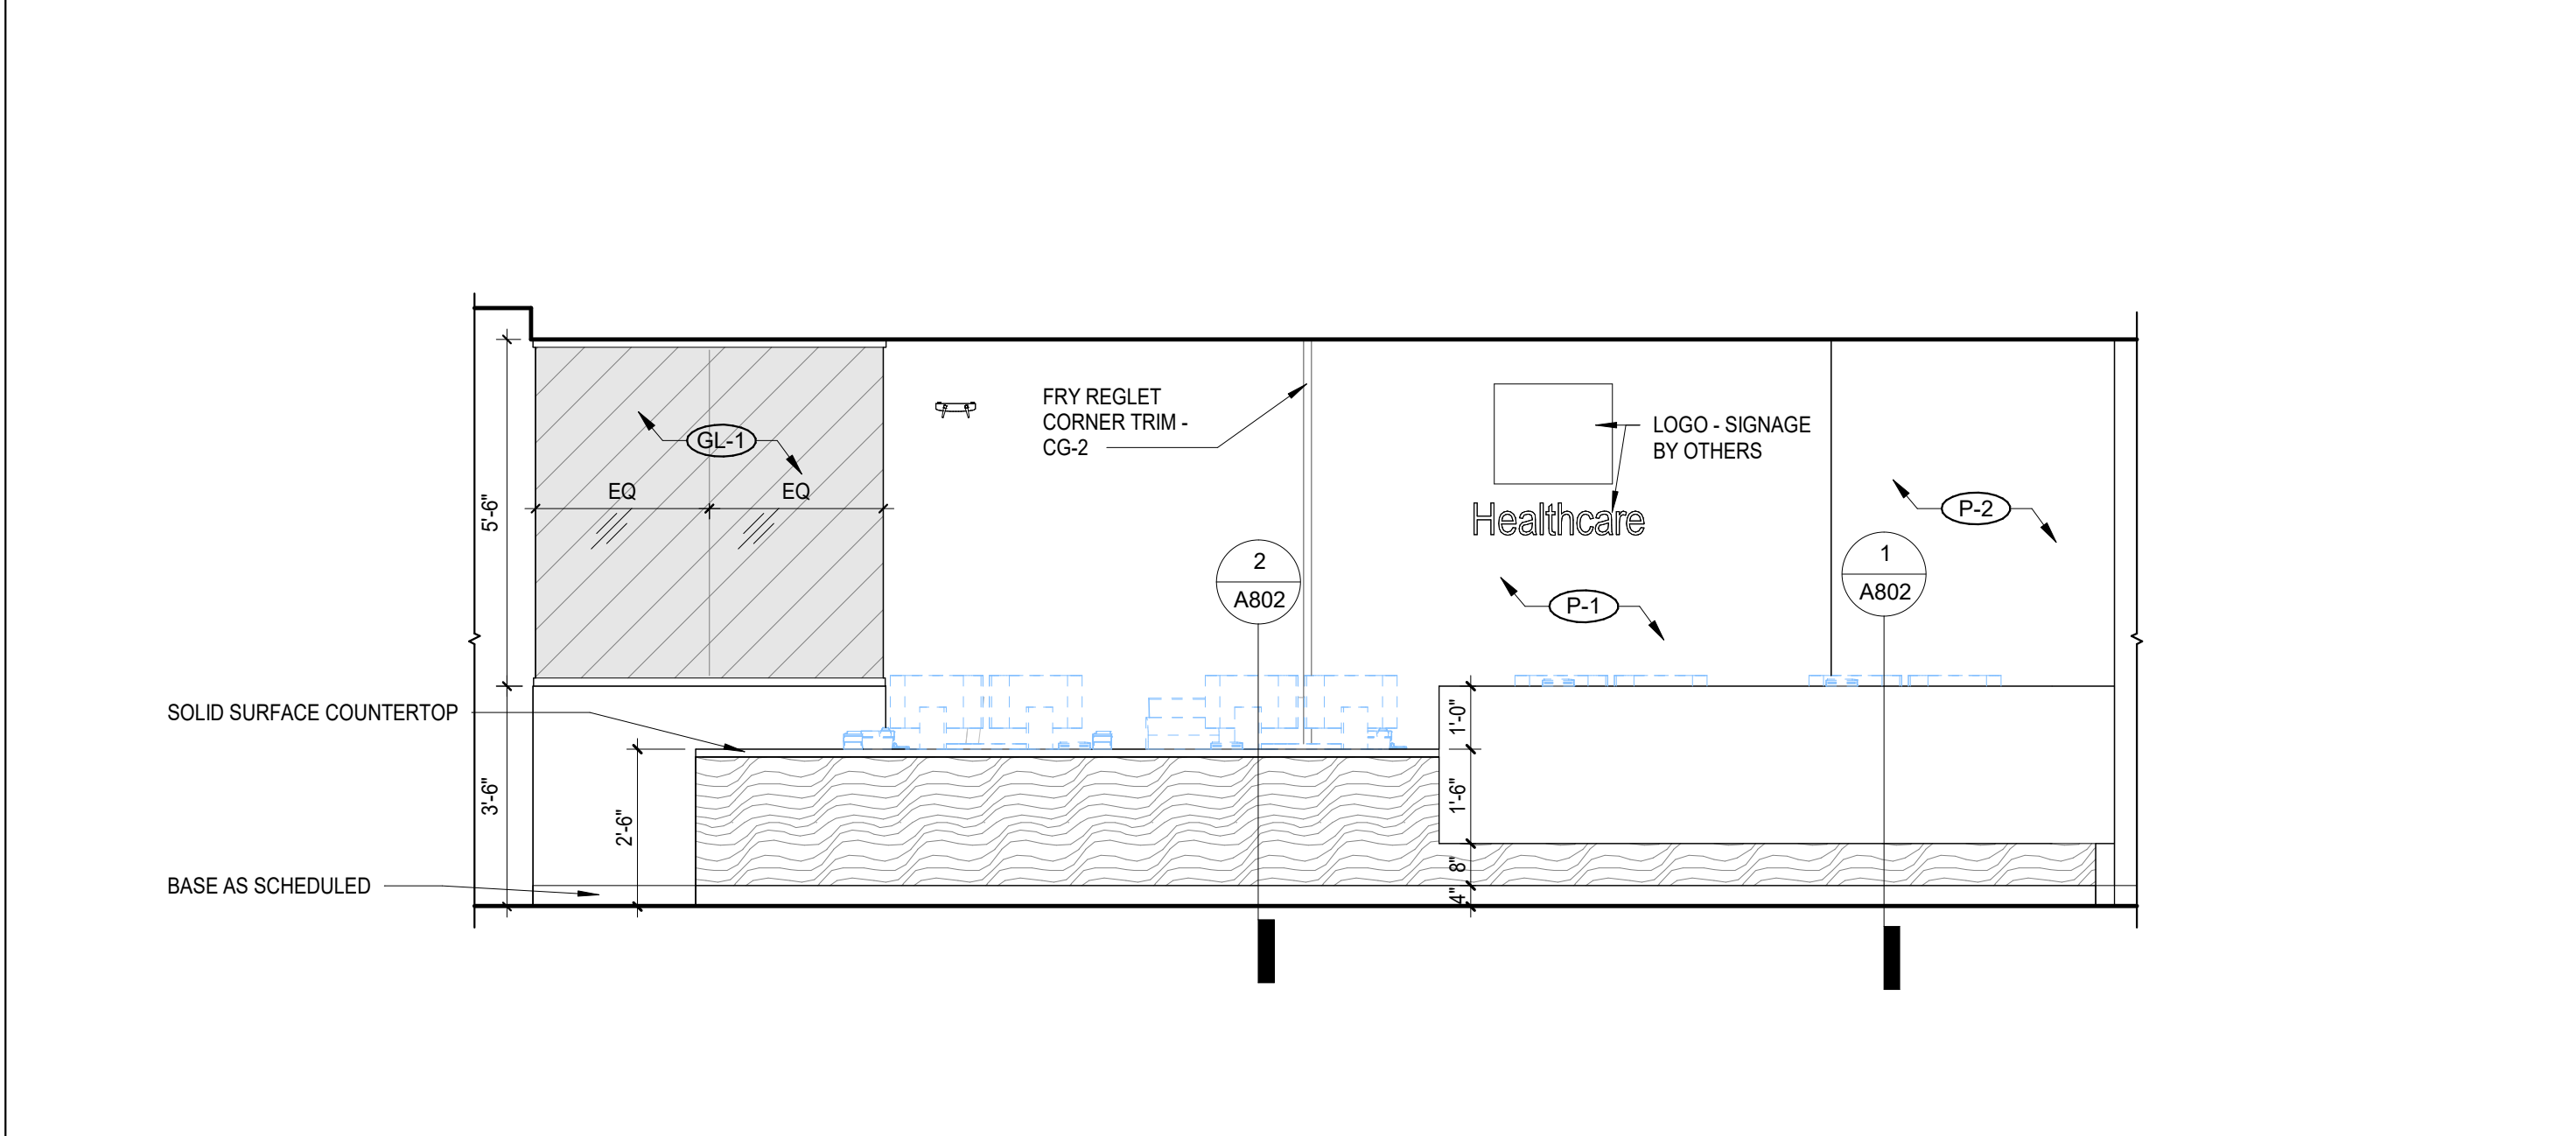 FRY REGLET
CORNER TRIM -
CG-2
LOGO - SIGNAGE
BY OTHERS
GL-1
EQ
EQ
5'-6"
Healthcare
P-2
2
A802
1
A802
P-1
SOLID SURFACE COUNTERTOP
1'-0"
3'-6"
2'-6"
1'-6"
8"
4"
BASE AS SCHEDULED